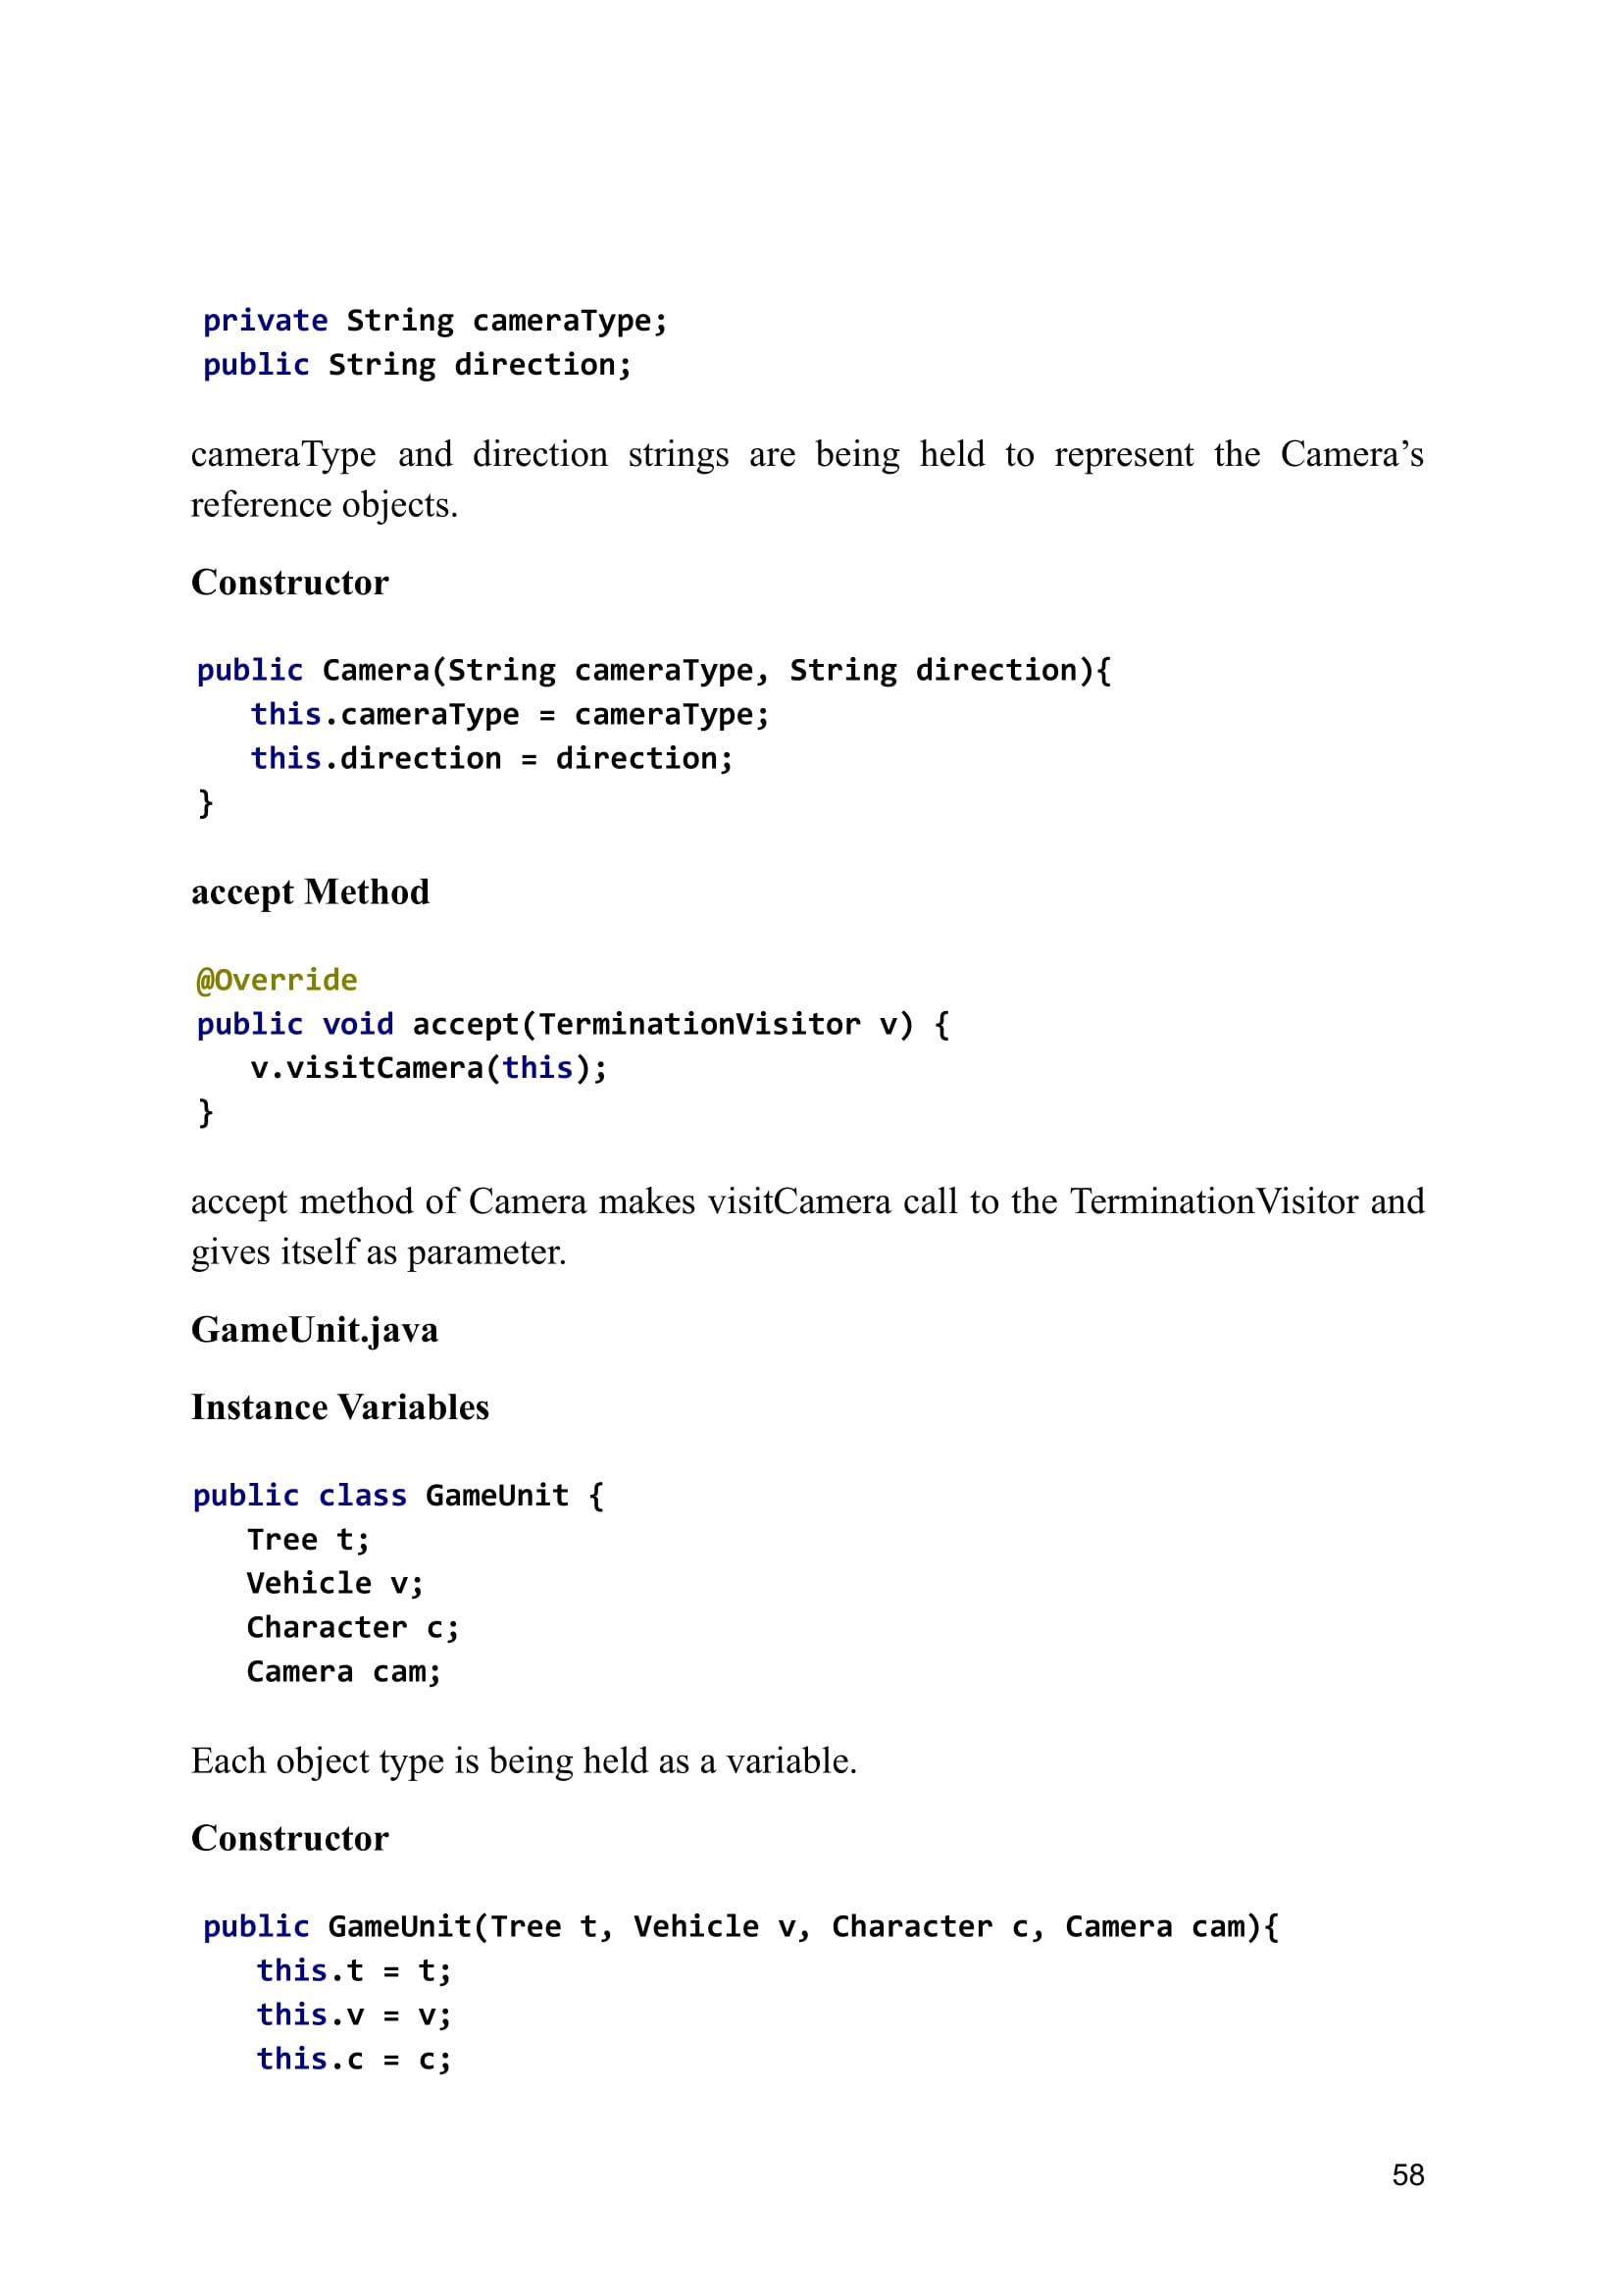 private String cameraType;
public String direction;
cameraType and direction strings are being held to represent the Camera’s
reference objects.
Constructor
public Camera(String cameraType, String direction){
this.cameraType = cameraType;
this.direction = direction;
}
accept Method
@Override
public void accept(TerminationVisitor v) {
v.visitCamera(this);
}
accept method of Camera makes visitCamera call to the TerminationVisitor and
gives itself as parameter.
GameUnit.java
Instance Variables
public class GameUnit {
Tree t;
Vehicle v;
Character c;
Camera cam;
Each object type is being held as a variable.
Constructor
public GameUnit(Tree t, Vehicle v, Character c, Camera cam){
this.t = t;
this.v = v;
this.c = c;
58